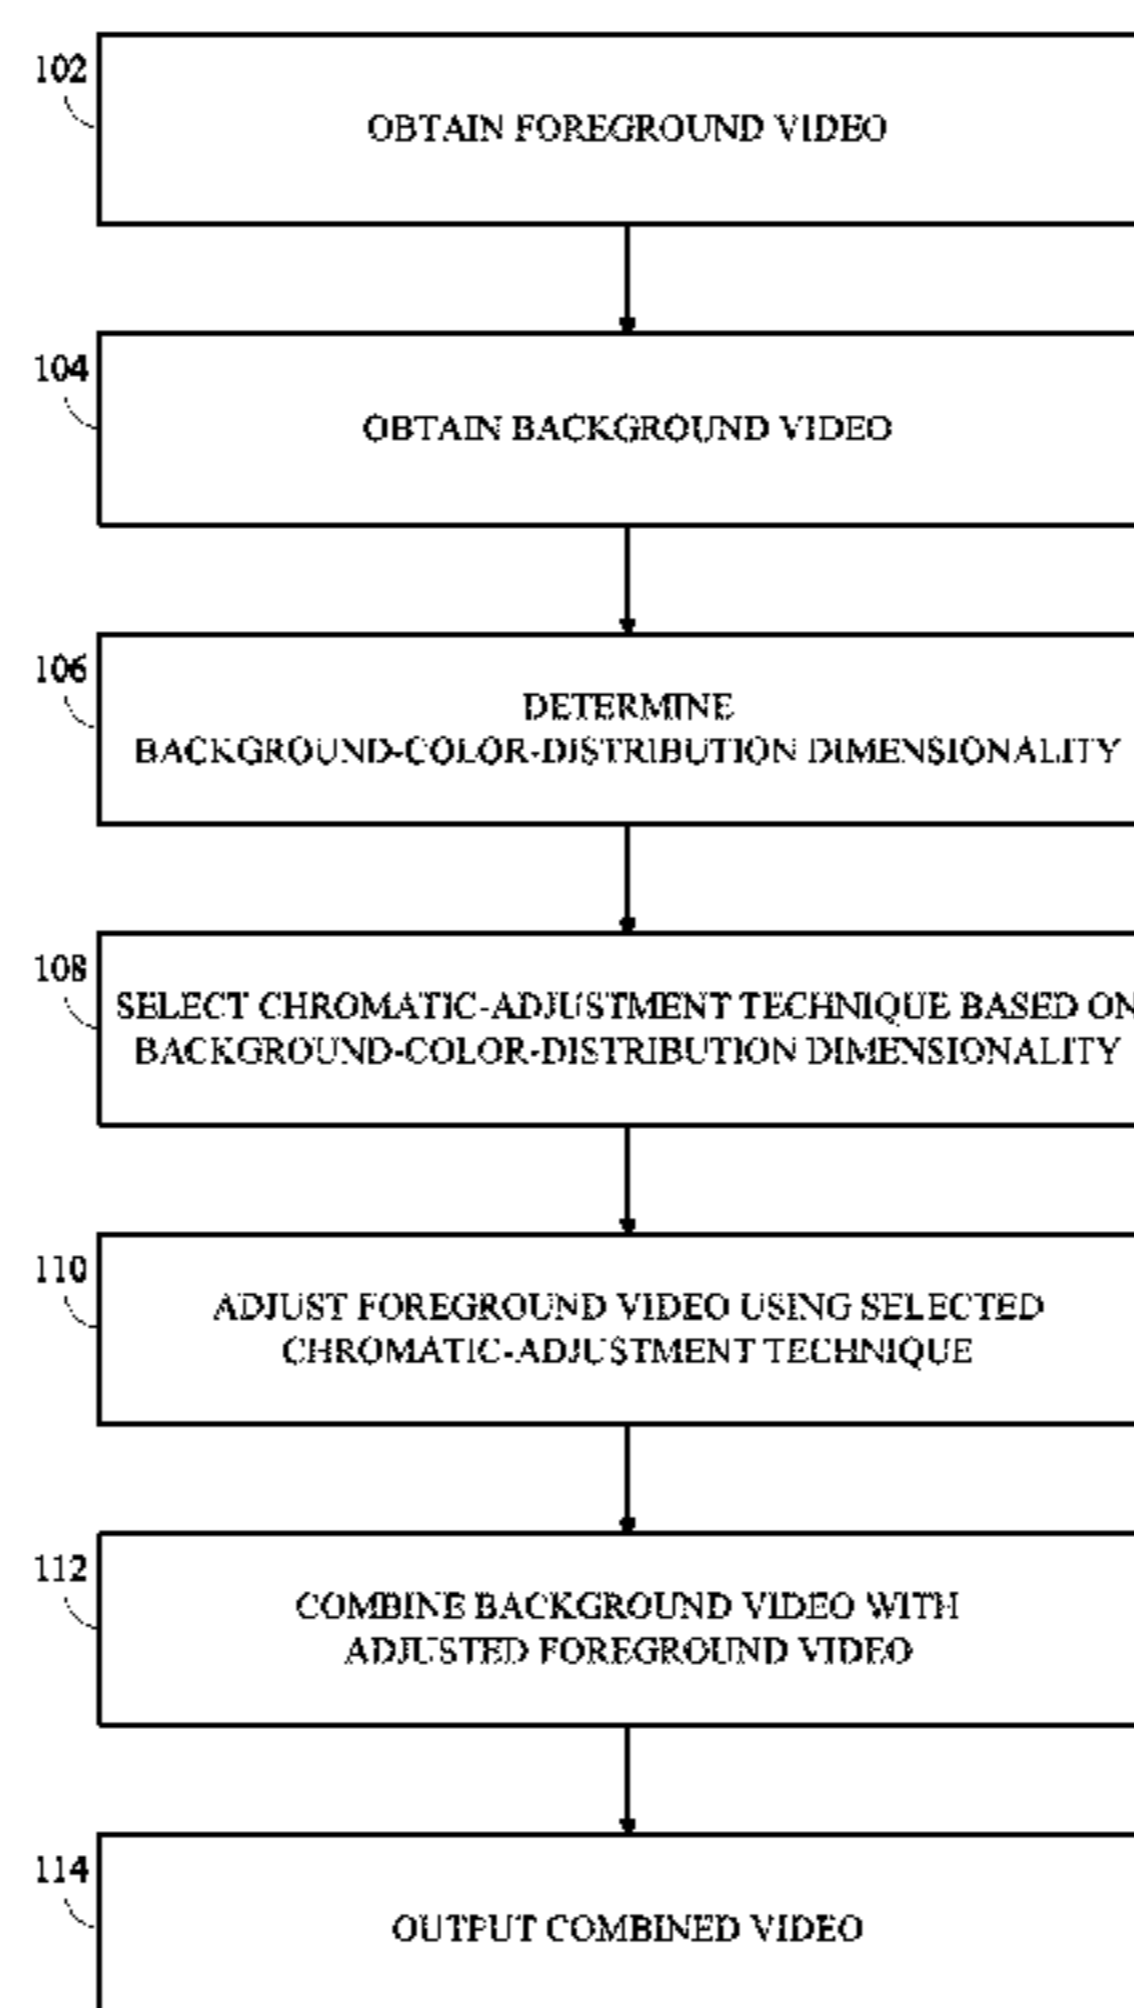 102
OBTAIN FOREGROUND VIDEO
104
OBTAIN BACKGROUND VIDEO
106
DETERMINE
BACKGROUND-COLOR-DISTRIBUTION DIMENSIONALITY
108
SELECT CHROMATIC-ADJUSTMENT TECHNIQUE BASED ON
BACKGROUND-COLOR-DISTRIBUTION DIMENSIONALITY
110
ADJUST FOREGROUND VIDEO USING SELECTED
CHROMATIC-ADJUSTMENT TECHNIQUE
112
COMBINE BACKGROUND VIDEO WITH
ADJUSTED FOREGROUND VIDEO
114
OUTPUT COMBINED VIDEO